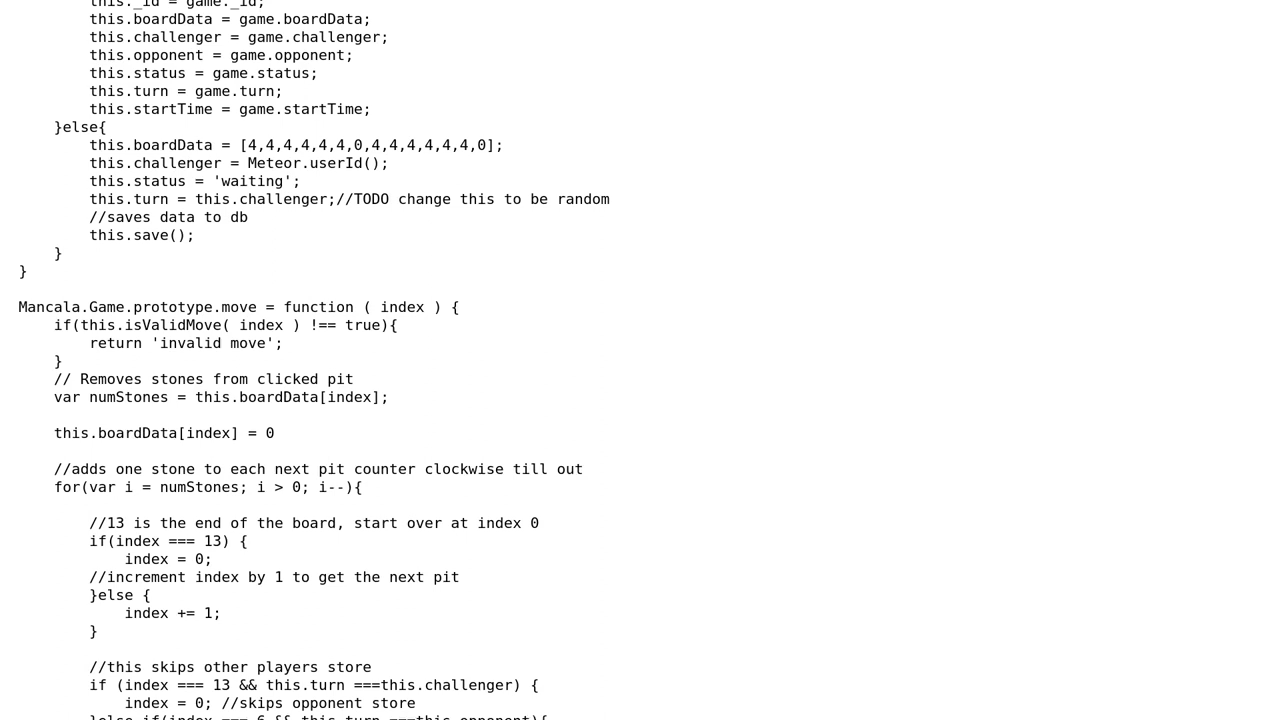 this._id = game._id;
this.boardData = game.boardData;
this.challenger = game.challenger;
this.opponent = game.opponent;
this.status = game.status;
this.turn = game.turn;
this.startTime = game.startTime;
}else{
this.boardData = [4,4,4,4,4,4,0,4,4,4,4,4,4,0];
this.challenger = Meteor.userId();
this.status = 'waiting';
this.turn = this.challenger;//TODO change this to be random
//saves data to db
this.save();
}
}
Mancala.Game.prototype.move = function ( index ) {
if(this.isValidMove( index ) !== true){
return 'invalid move';
}
// Removes stones from clicked pit
var numStones = this.boardData[index];
this.boardData[index] = 0
//adds one stone to each next pit counter clockwise till out
for(var i = numStones; i > 0; i--){
//13 is the end of the board, start over at index 0
if(index === 13) {
index = 0;
//increment index by 1 to get the next pit
}else {
index += 1;
}
//this skips other players store
if (index === 13 && this.turn ===this.challenger) {
index = 0; //skips opponent store
}else if(index === 6 && this.turn ===this.opponent){